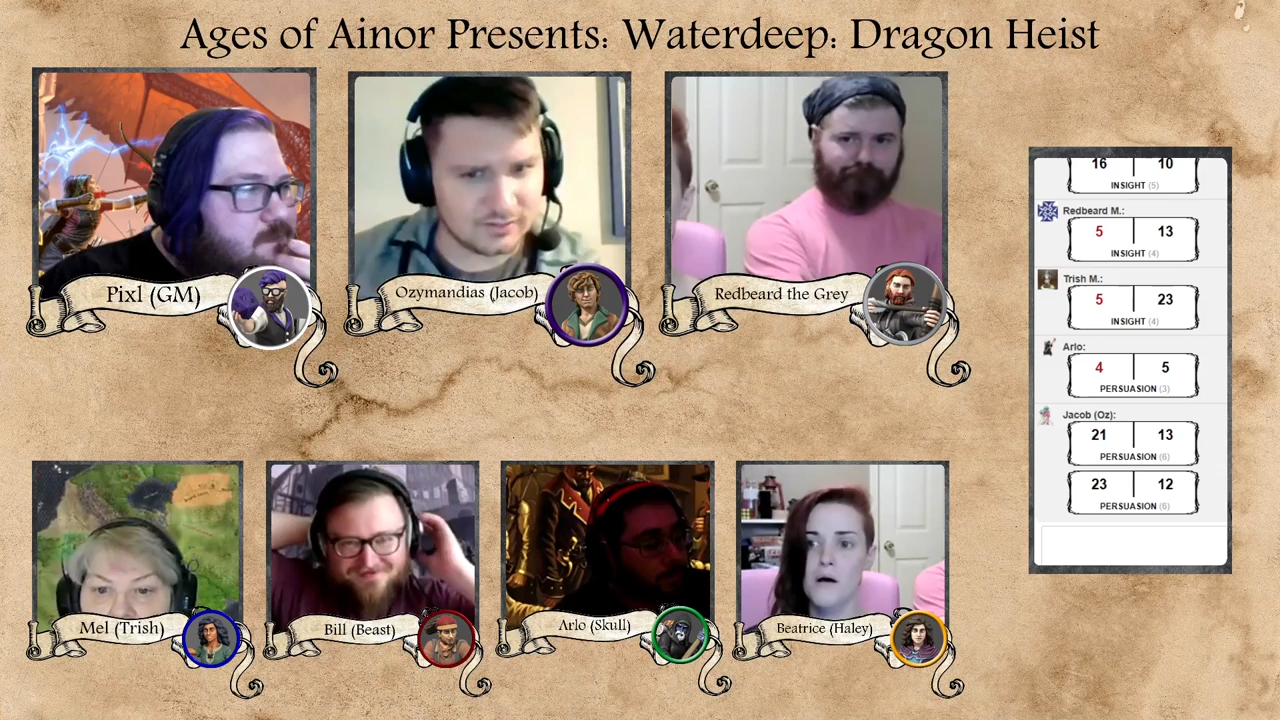 Ages of Ainor Presents: Waterdeep: Dragon Heist
Pixl (GM)
Ozymandias (Jacob)
Redbeard the Grey
Mel (Trish)
Bill (Beast)
Arlo (Skull)
Beatrice (Haley)
16 10
INSIGHT (5)
Redbeard M.:
5 13
INSIGHT (4)
Trish M.:
5 23
INSIGHT (4)
Arlo:
4 5
PERSUASION (3)
Jacob (Oz):
21 13
PERSUASION (6)
23 12
PERSUASION (6)